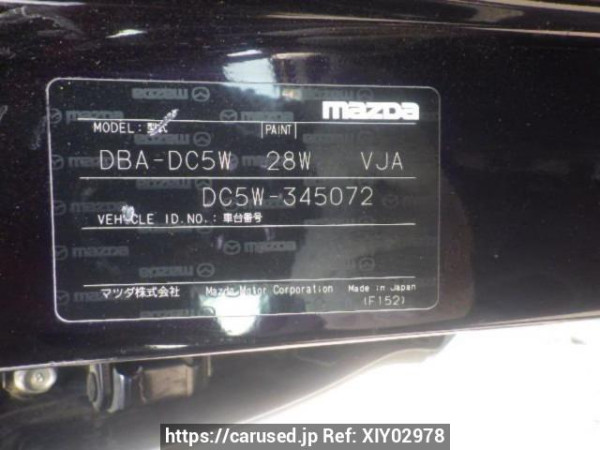 mazda
MODEL : 型式 PAINT
DBA-DC5W 28W VJA
DC5W-345072
VEHICLE ID.NO. : 車台番号
マツダ株式会社 Mazda Motor Corporation Made in Japan
(F152)
https://carused.jp Ref: XIY02978